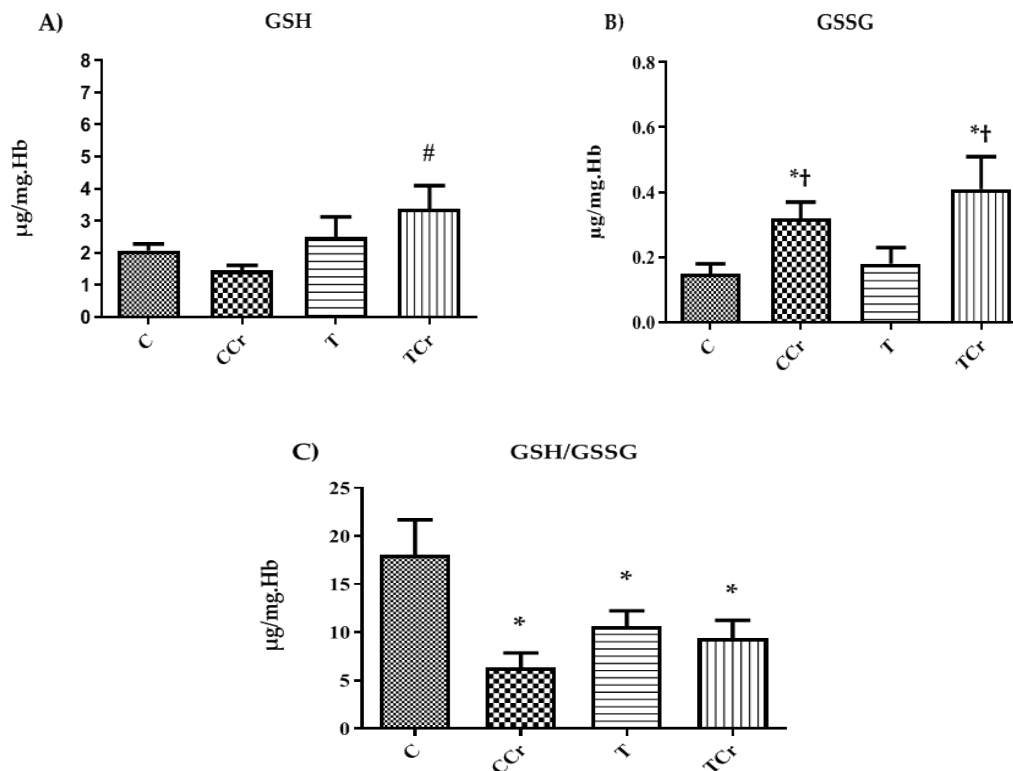 A)
GSH
µg/mg.Hb
8
7
6
5
4
3
2
1
0
#
C
CCr
T
TCr
B)
GSSG
µg/mg.Hb
0.8
0.6
0.4
0.2
0.0
*†
*†
C
CCr
T
TCr
C)
GSH/GSSG
µg/mg.Hb
25
20
15
10
5
0
*
*
*
C
CCr
T
TCr